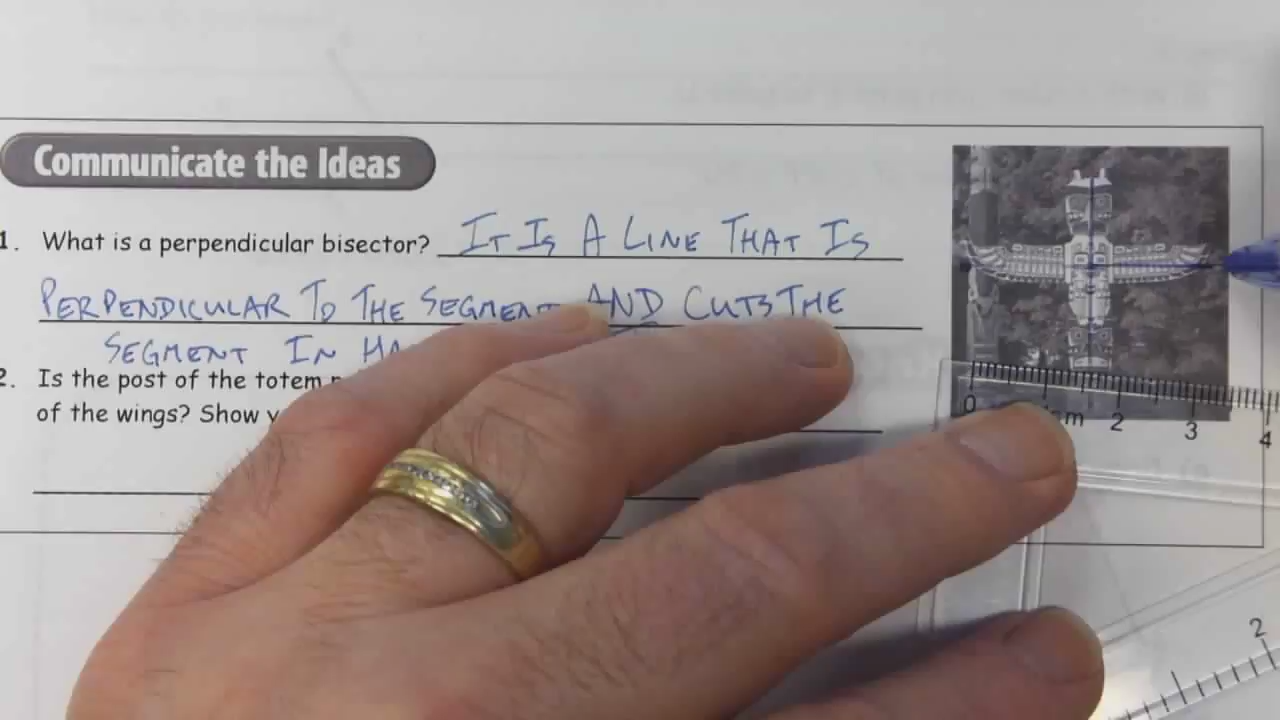 Communicate the Ideas
1. What is a perpendicular bisector? IT IS A LINE THAT IS
PERPENDICULAR TO THE SEGMENT AND CUTS THE
SEGMENT IN
2. Is the post of the totem
of the wings? Show
0 cm 2 3 4
2